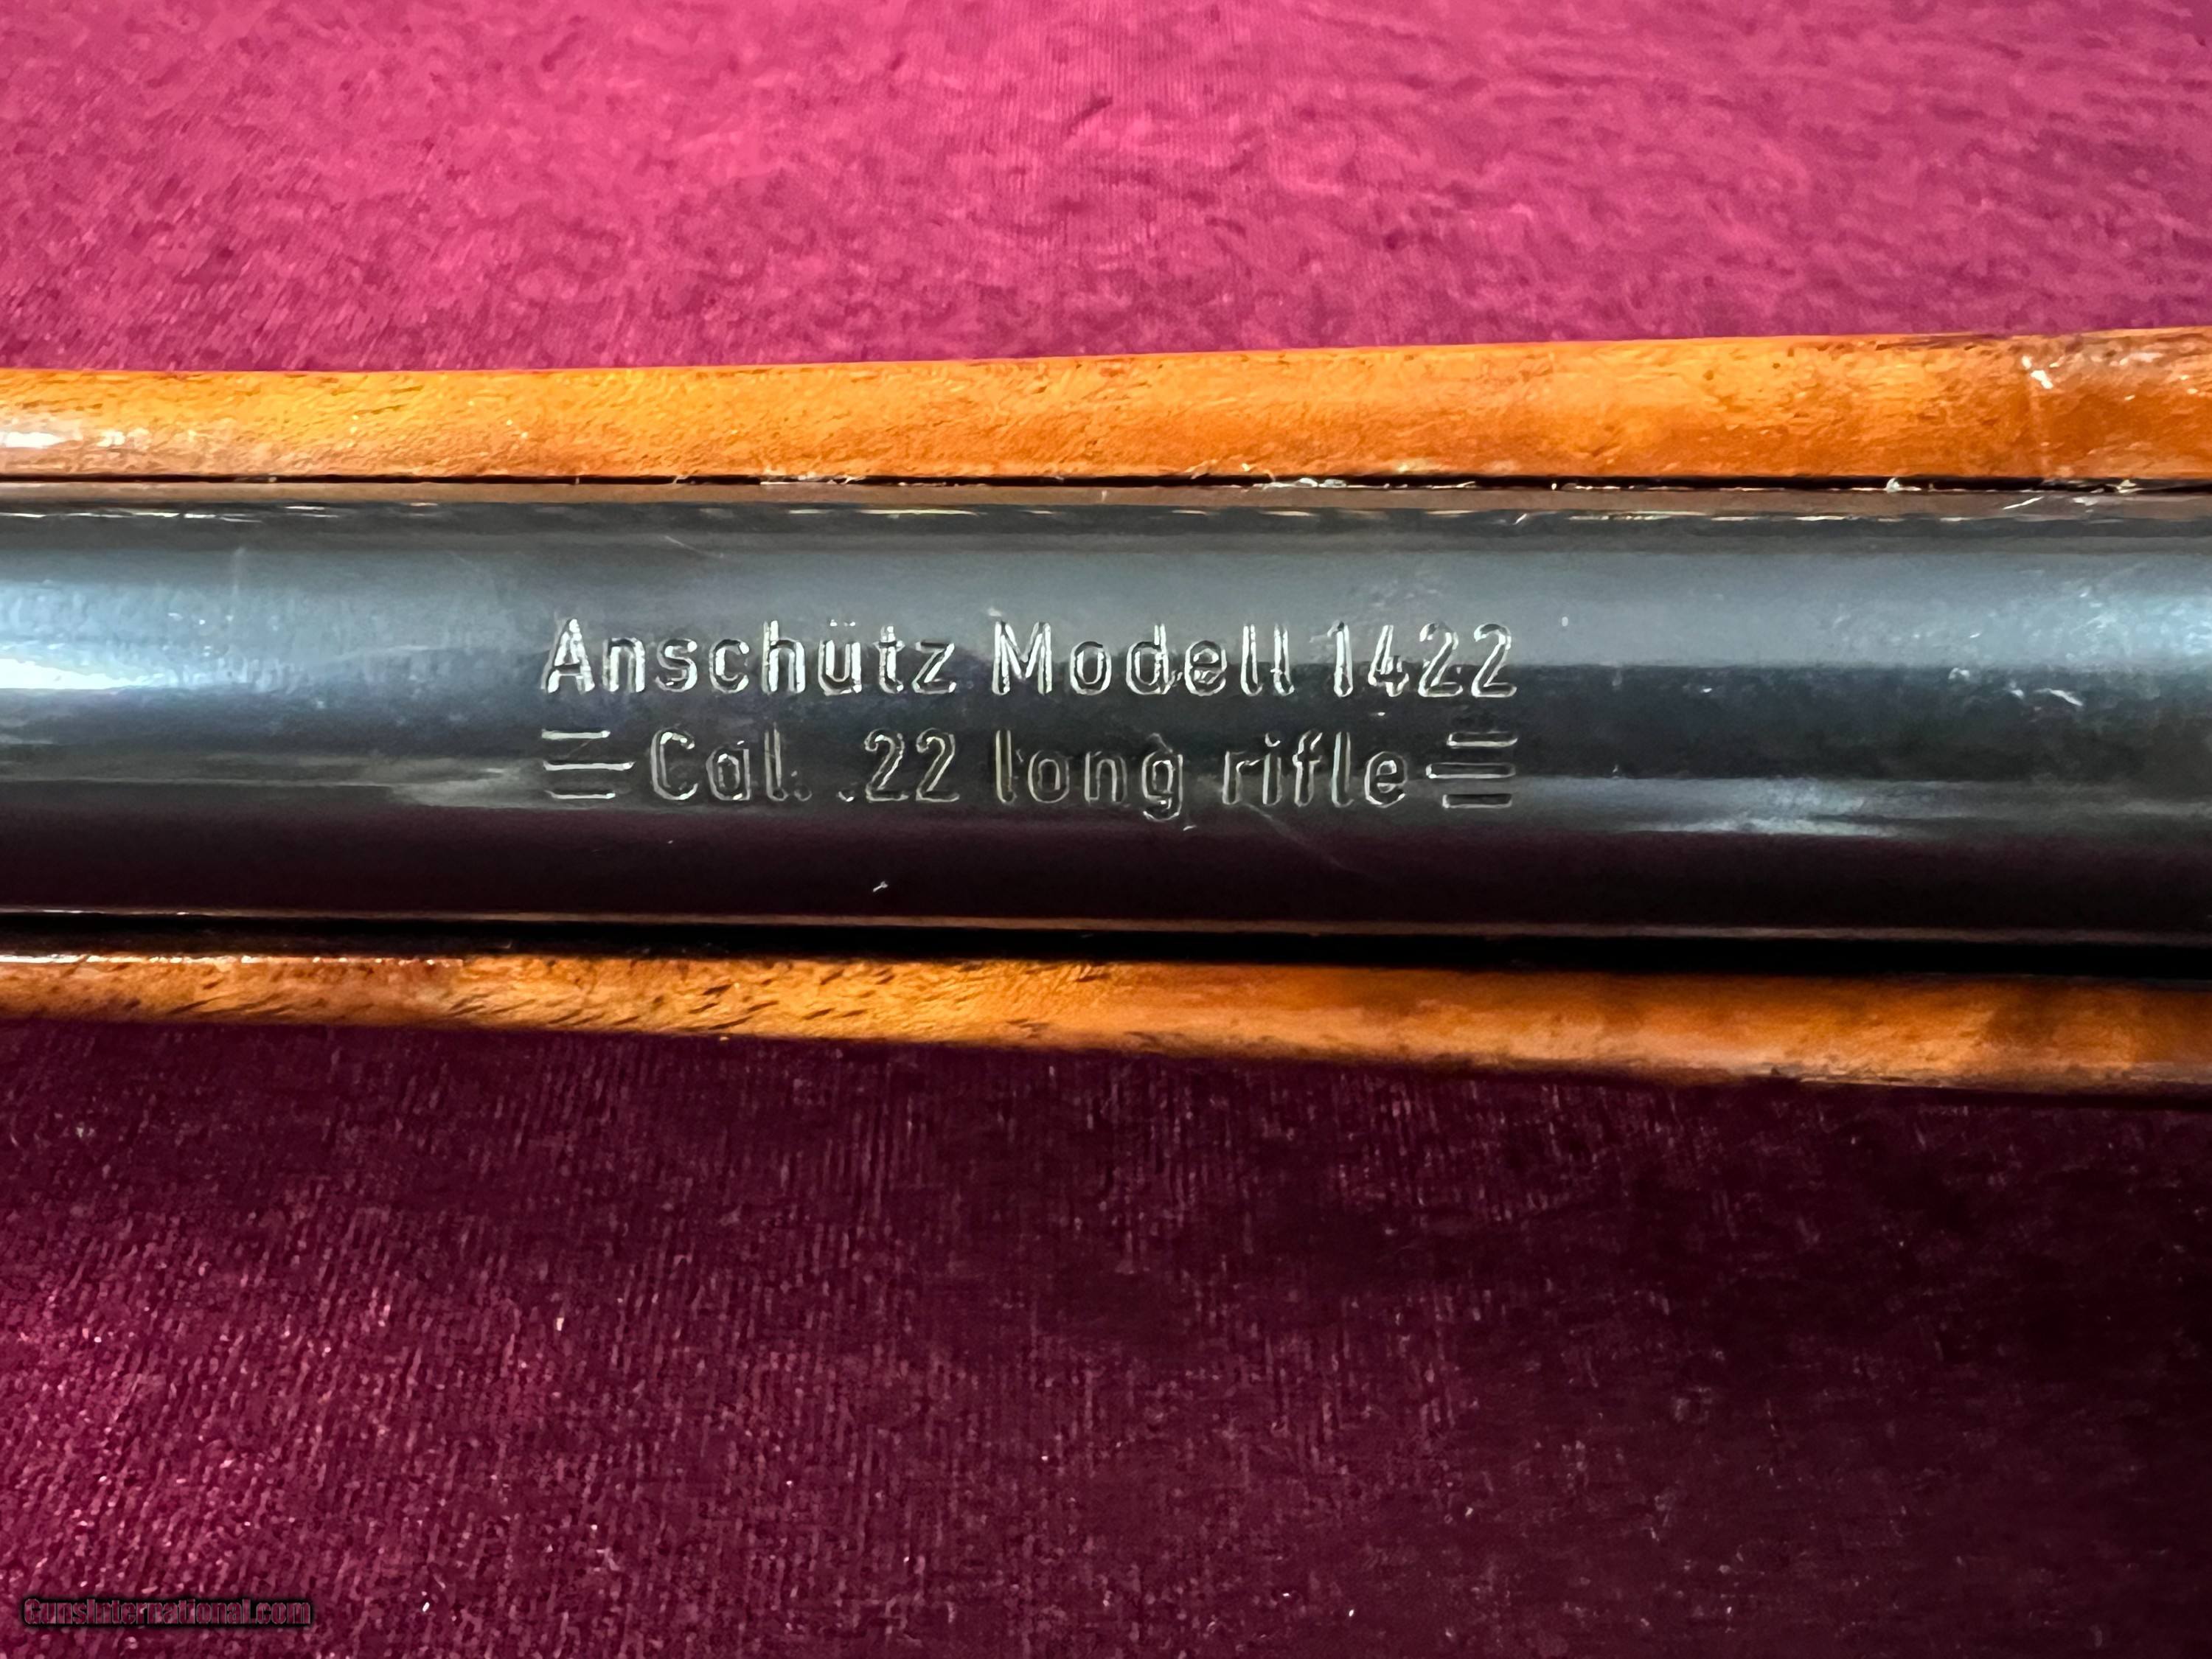 Anschütz Modell 1422
Cal. .22 long rifle
GunsInternational.com